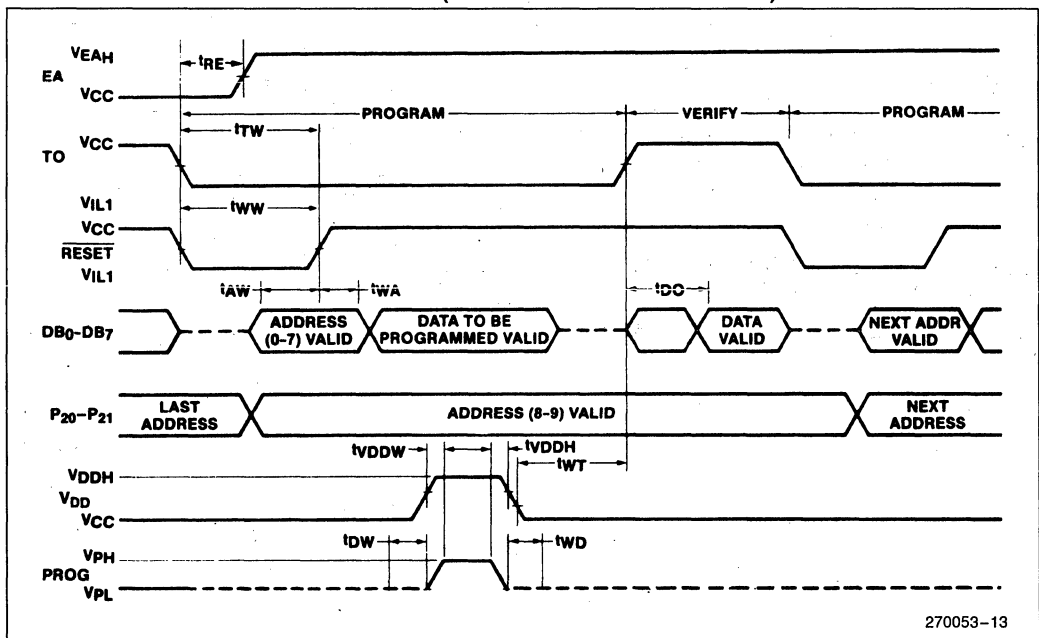 VEAH
EA
VCC
tRE
PROGRAM
VERIFY
PROGRAM
tTW
TO
VCC
VIL1
tWW
VCC
RESET
VIL1
tAW
tWA
tDO
DB0-DB7
ADDRESS
(0-7) VALID
DATA TO BE
PROGRAMMED VALID
DATA
VALID
NEXT ADDR
VALID
P20-P21
LAST
ADDRESS
ADDRESS (8-9) VALID
NEXT
ADDRESS
tVDDW
tVDDH
tWT
VDDH
VDD
VCC
tDW
tWD
VPH
PROG
VPL
270053-13